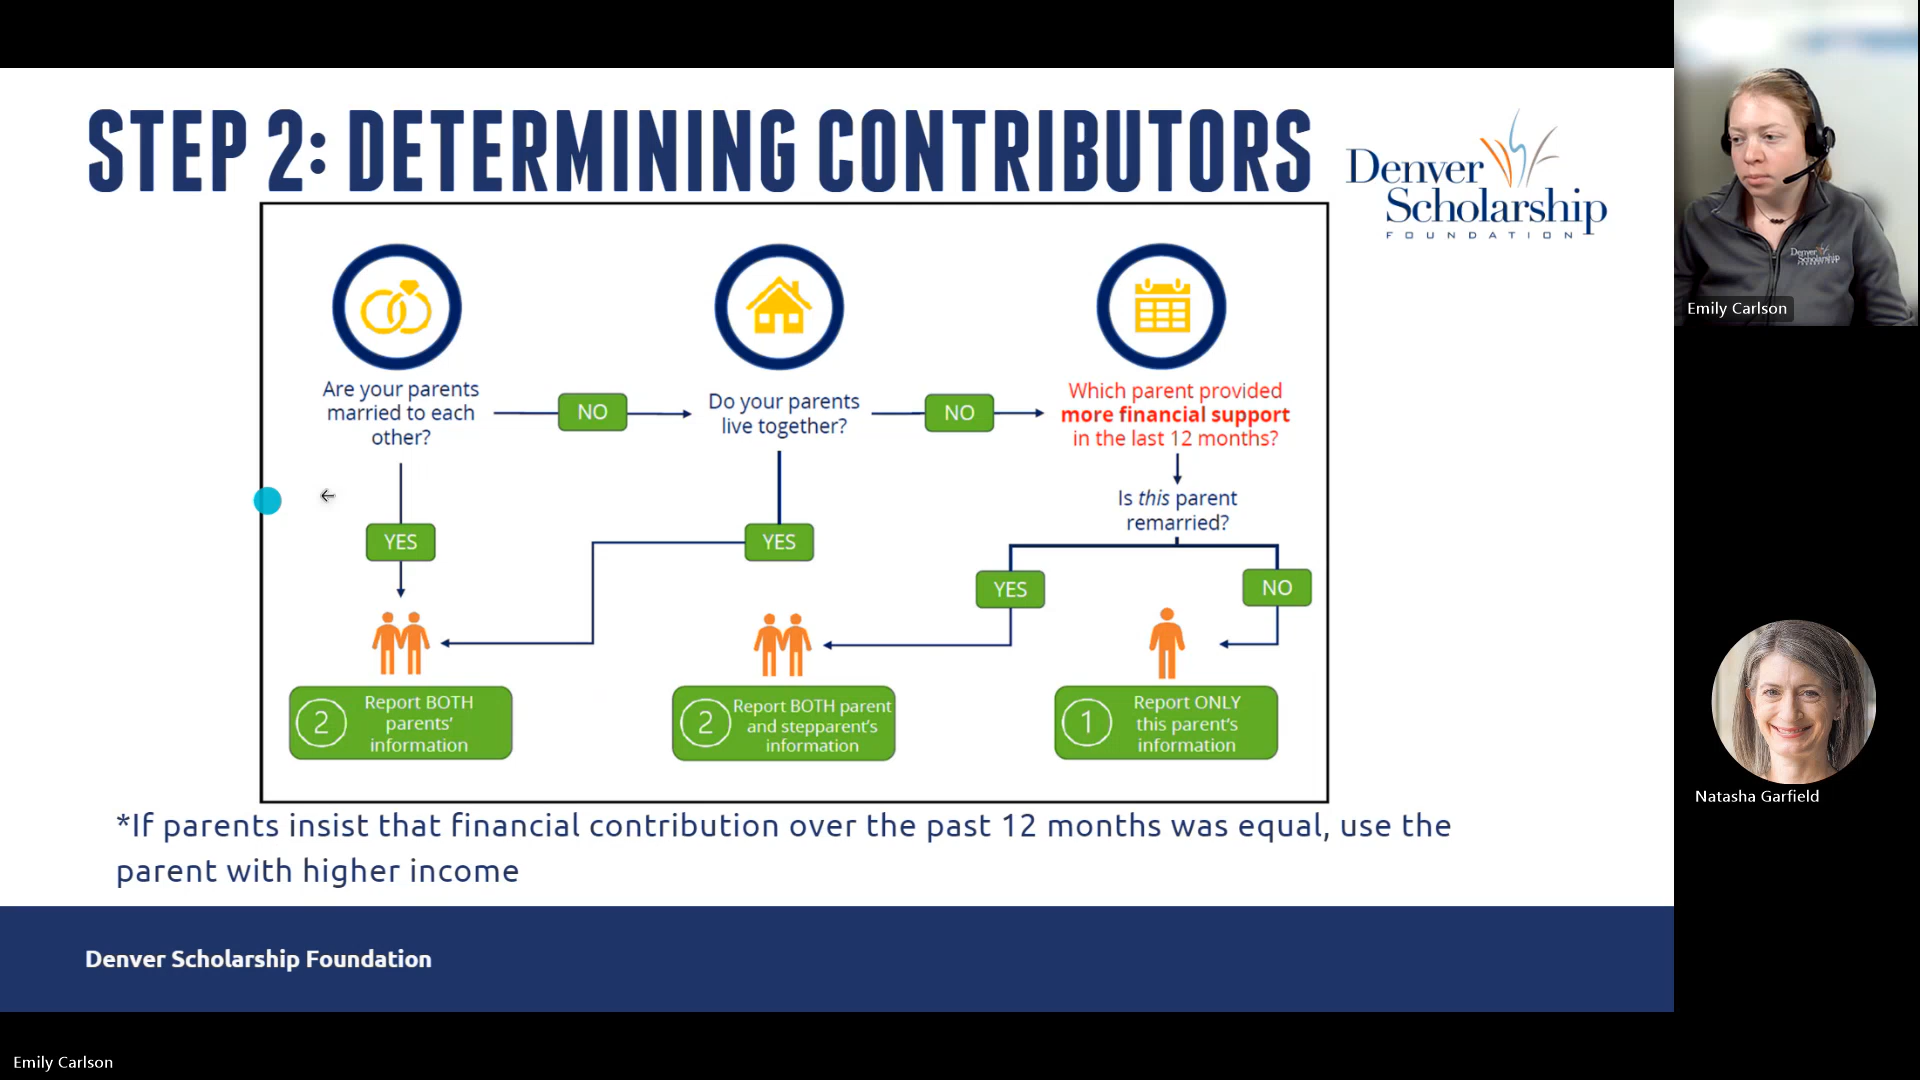 STEP 2: DETERMINING CONTRIBUTORS
Denver
Scholarship
FOUNDATION
Are your parents
married to each
other?
NO
Do your parents
live together?
NO
Which parent provided
more financial support
in the last 12 months?
Is this parent
remarried?
YES
YES
YES
NO
2
Report BOTH
parents'
information
2
Report BOTH parent
and stepparent's
information
1
Report ONLY
this parent's
information
*If parents insist that financial contribution over the past 12 months was equal, use the
parent with higher income
Denver Scholarship Foundation
Emily Carlson
Denver
Scholarship
Emily Carlson
Natasha Garfield